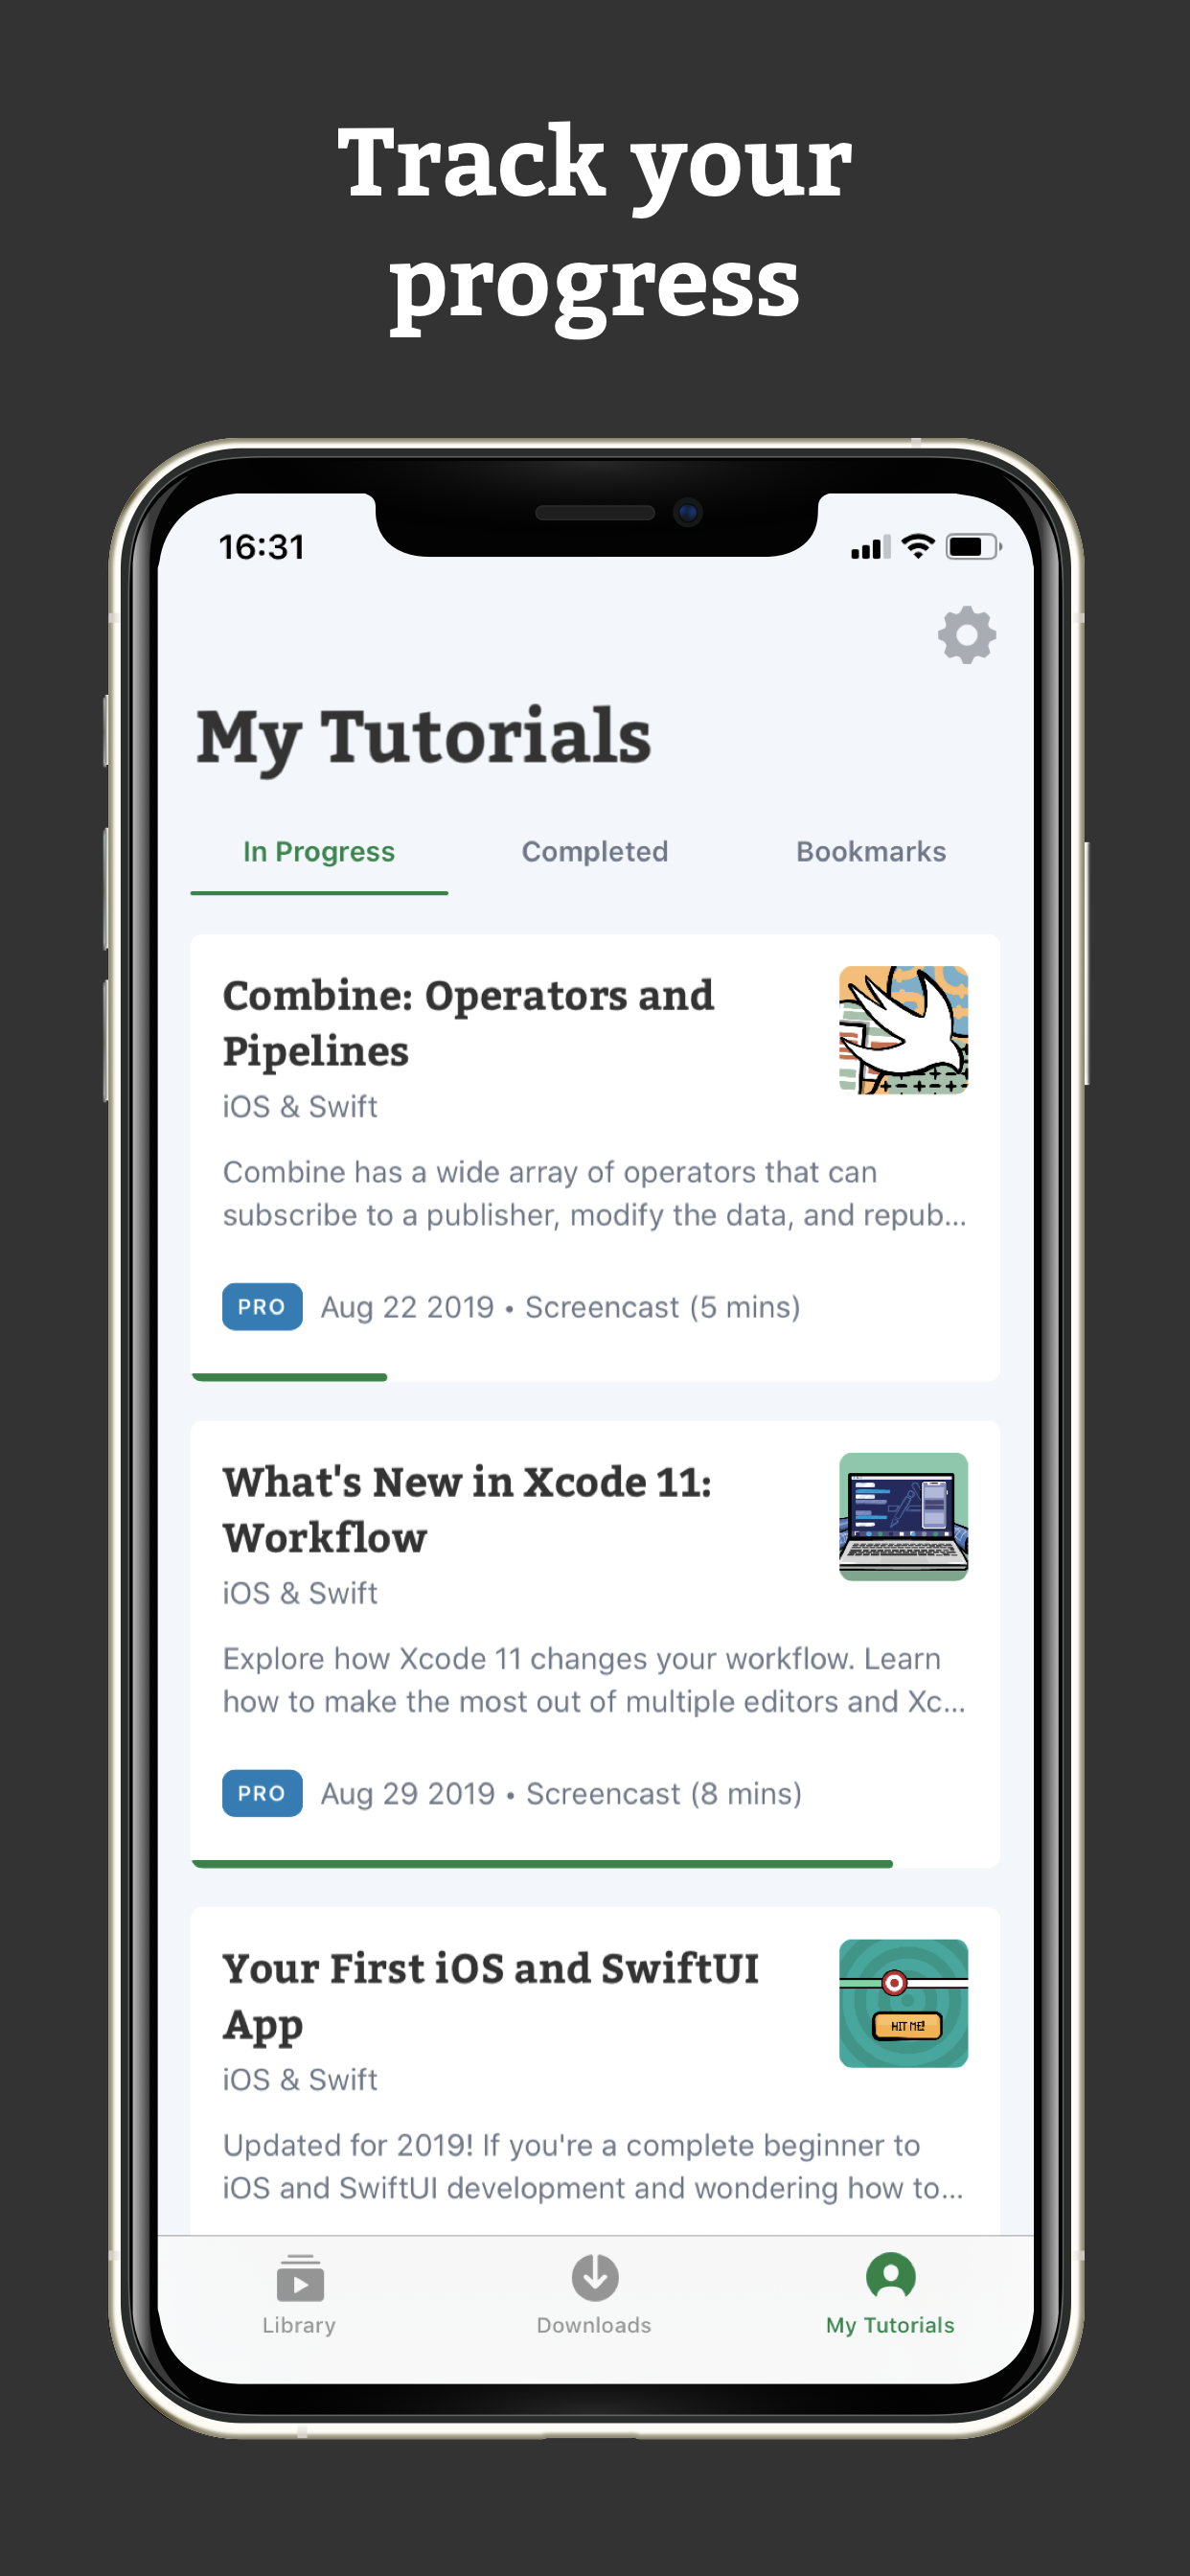 Track your
progress
16:31
My Tutorials
In Progress
Completed
Bookmarks
Combine: Operators and
Pipelines
iOS & Swift
Combine has a wide array of operators that can
subscribe to a publisher, modify the data, and repub...
PRO Aug 22 2019 • Screencast (5 mins)
What's New in Xcode 11:
Workflow
iOS & Swift
Explore how Xcode 11 changes your workflow. Learn
how to make the most out of multiple editors and Xc...
PRO Aug 29 2019 • Screencast (8 mins)
Your First iOS and SwiftUI
App
HIT ME!
iOS & Swift
Updated for 2019! If you're a complete beginner to
iOS and SwiftUI development and wondering how to...
Library
Downloads
My Tutorials